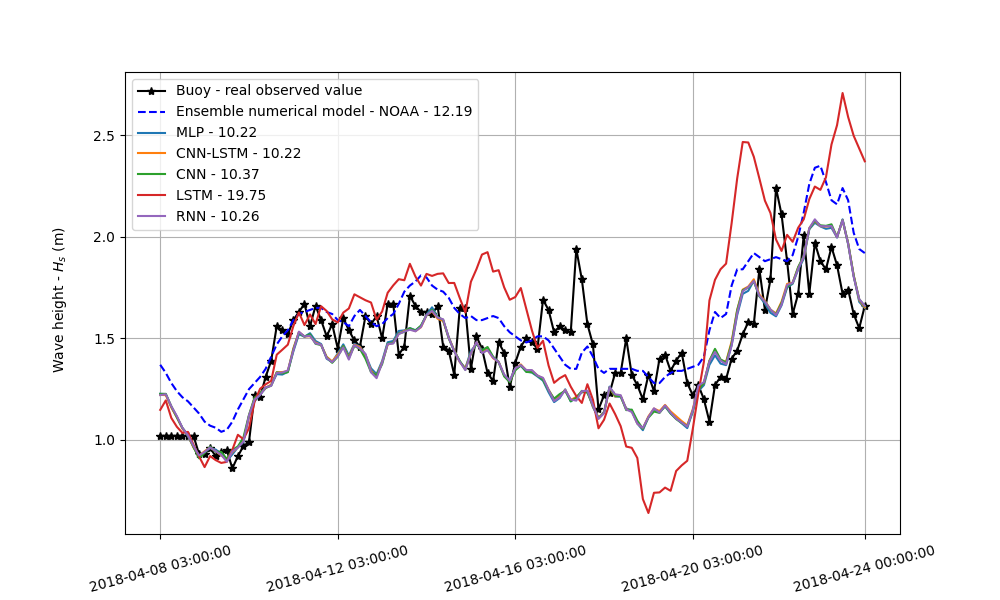 Buoy - real observed value
Ensemble numerical model - NOAA - 12.19
MLP - 10.22
CNN-LSTM - 10.22
CNN - 10.37
LSTM - 19.75
RNN - 10.26
Wave height - Hs (m)
2.5
2.0
1.5
1.0
2018-04-08 03:00:00
2018-04-12 03:00:00
2018-04-16 03:00:00
2018-04-20 03:00:00
2018-04-24 00:00:00